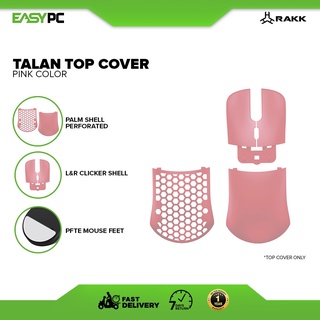 EASYPC
RAKK
TALAN TOP COVER
PINK COLOR
PALM SHELL
PERFORATED
L&R CLICKER SHELL
PFTE MOUSE FEET
*TOP COVER ONLY
FAST
DELIVERY
1